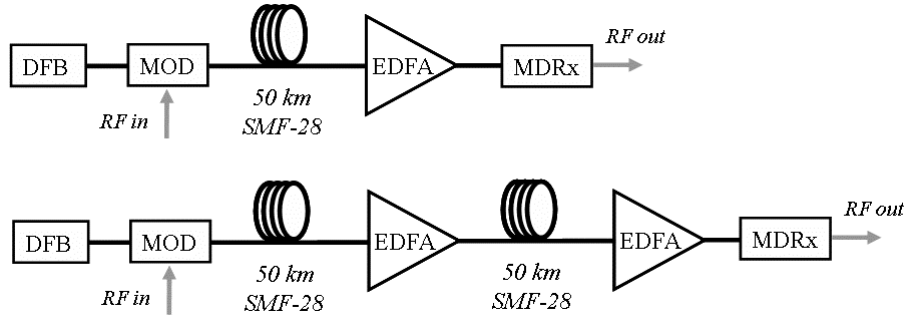 RF out
DFB
MOD
EDFA
MDRx
RF in
50 km
SMF-28
RF out
DFB
MOD
EDFA
EDFA
MDRx
RF in
50 km
SMF-28
50 km
SMF-28